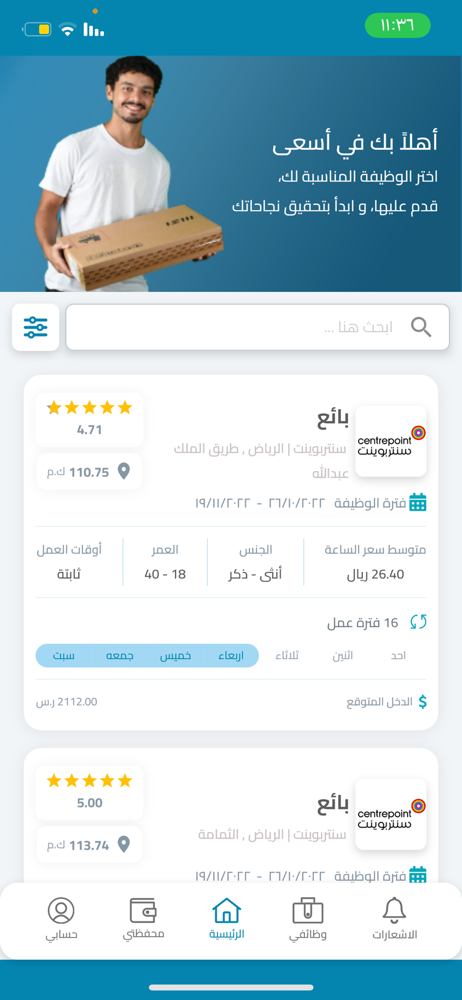 ١١:٣٦
أهلاً بك في أسعى
اختر الوظيفة المناسبة لك،
قدم عليها، و ابدأ بتحقيق نجاحاتك
ابحث هنا ...
centrepoint
سنتربوينت
بائع
4.71
سنتربوينت | الرياض , طريق الملك
عبدالله
110.75 ك.م
فترة الوظيفة ٢٦/١٠/٢٠٢٢ - ١٩/١١/٢٠٢٢
متوسط سعر الساعة الجنس العمر أوقات العمل
26.40 ريال أنثى - ذكر 18 - 40 ثابتة
16 فترة عمل
احد اثنين ثلاثاء اربعاء خميس جمعه سبت
$ الدخل المتوقع 2112.00 ر.س
centrepoint
سنتربوينت
بائع
5.00
سنتربوينت | الرياض , الثمامة
113.74 ك.م
فترة الوظيفة ٢٦/١٠/٢٠٢٢ - ١٩/١١/٢٠٢٢
الاشعارات وظائفي الرئيسية محفظتي حسابي